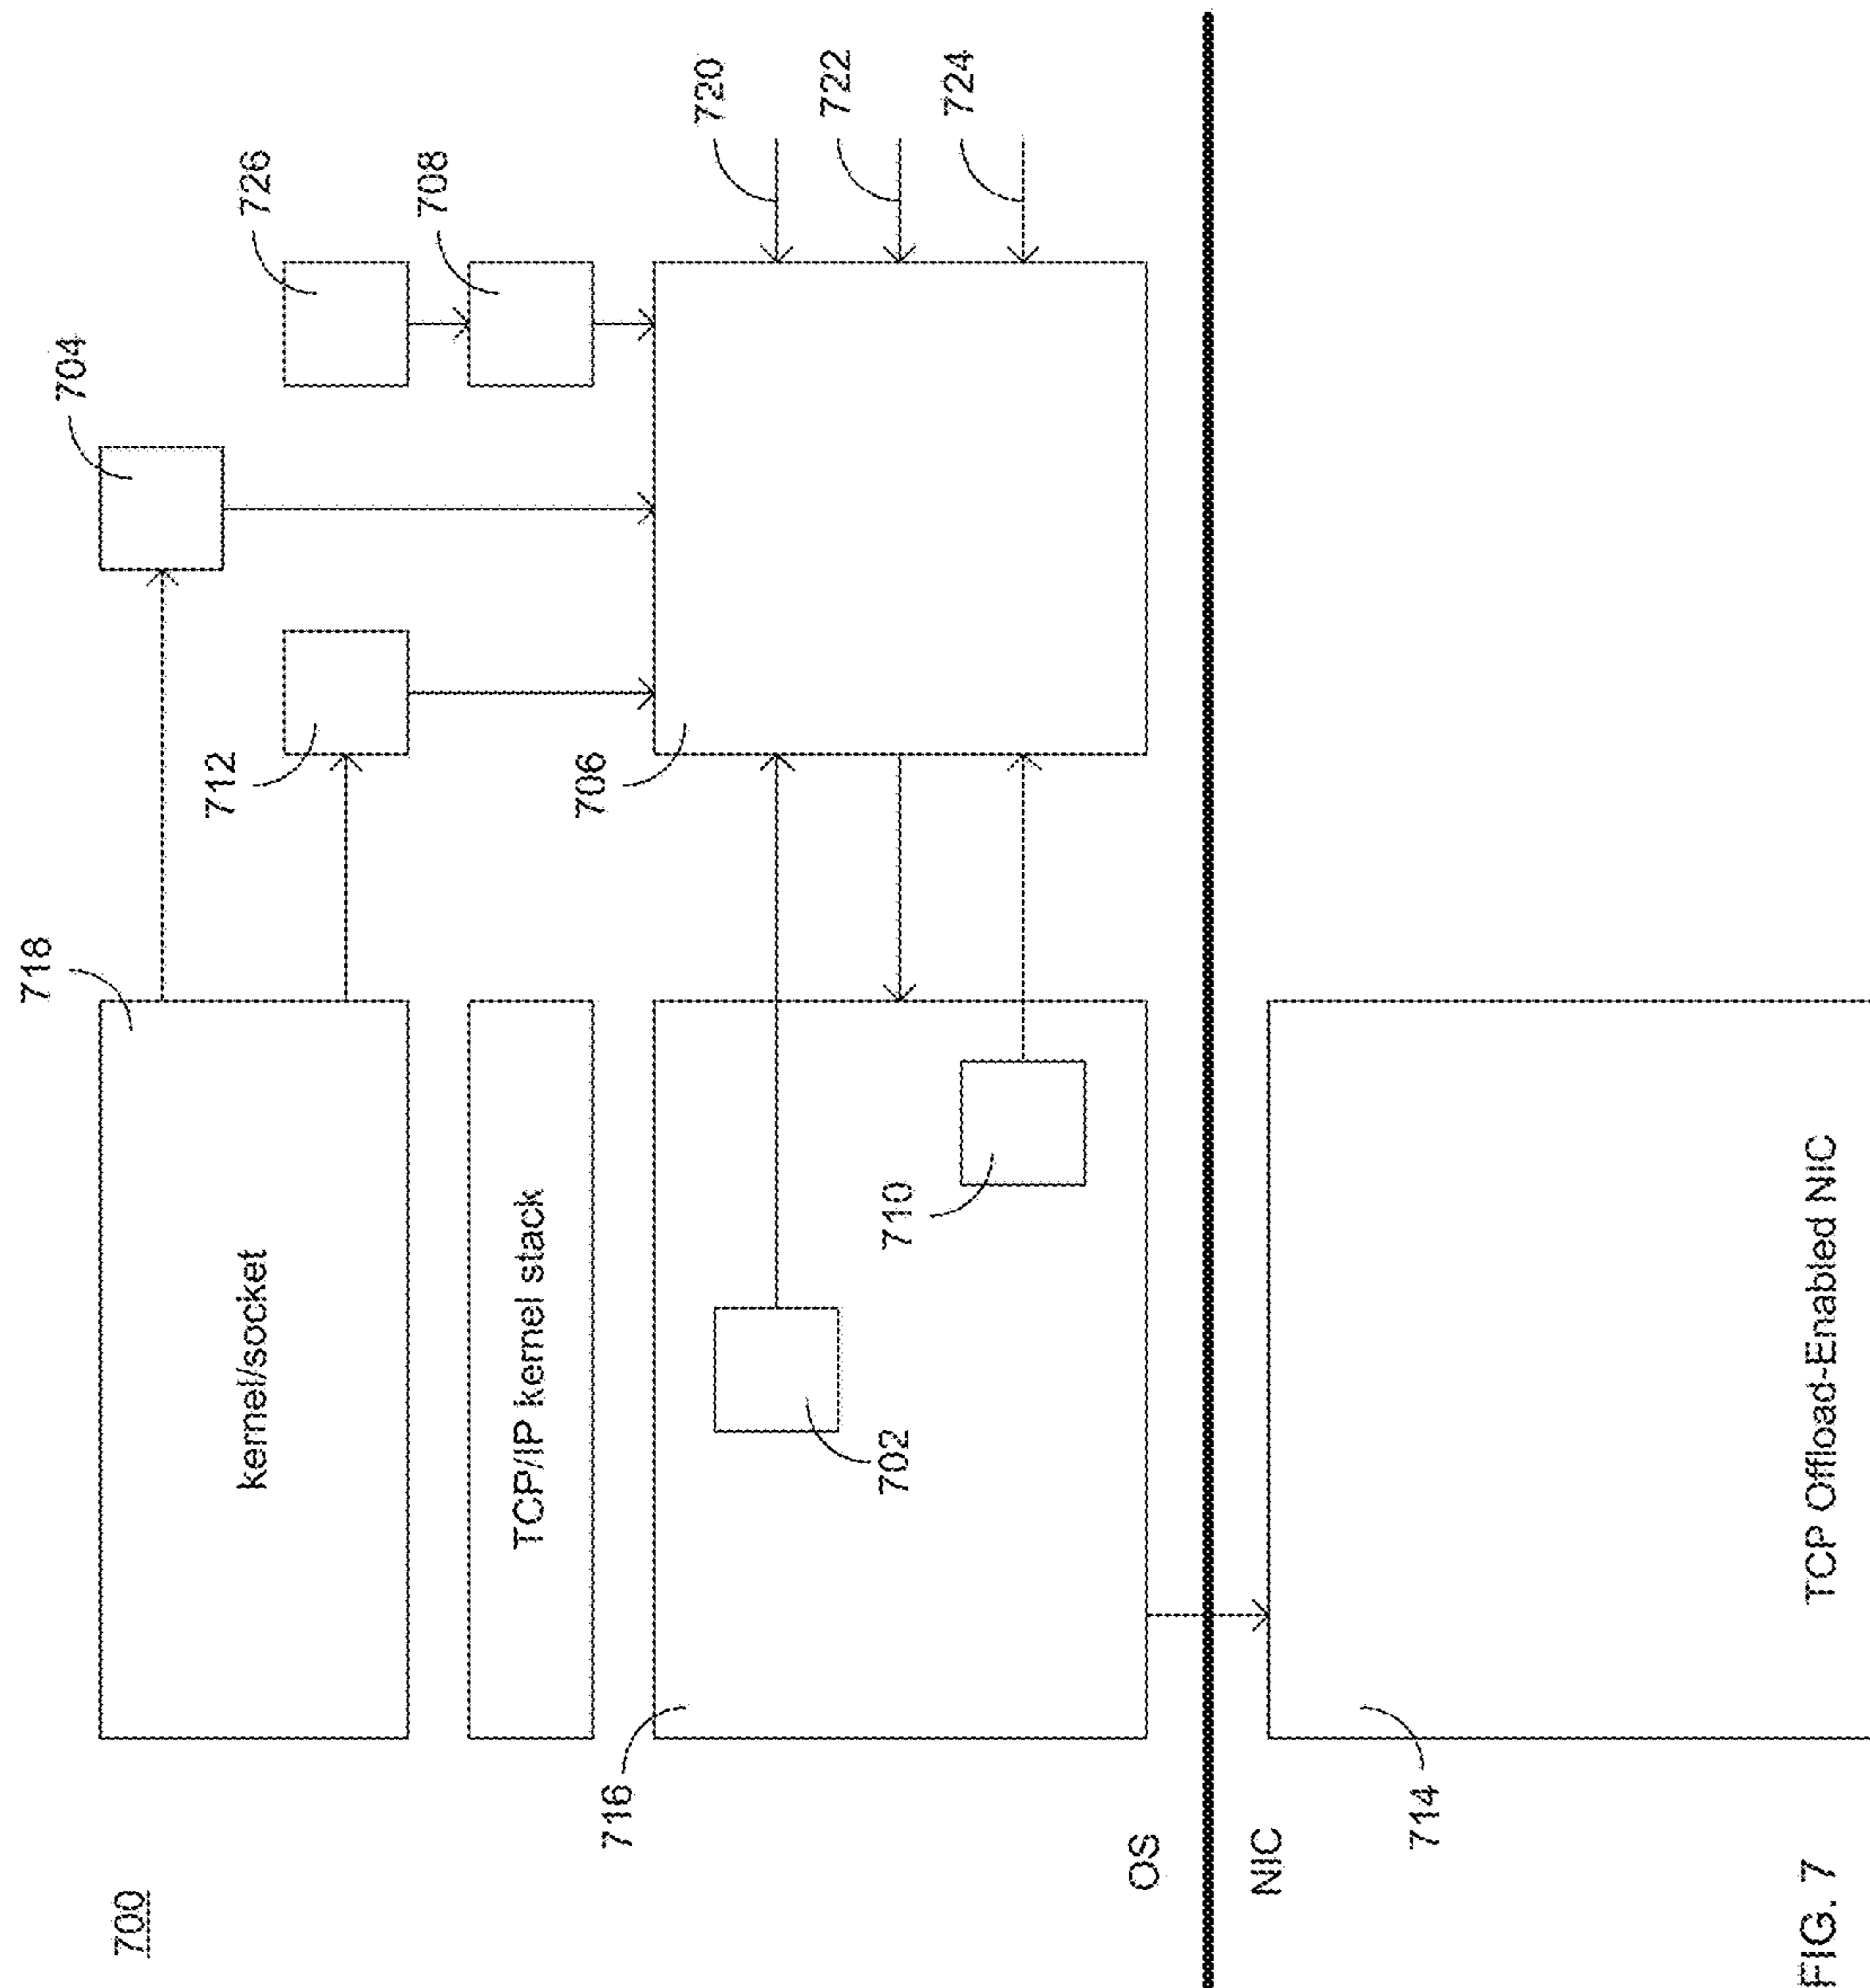 700
718
704
kernel/socket
712
726
TCP/IP kernel stack
708
716
706
720
702
710
722
724
OS
NIC
714
TCP Offload-Enabled NIC
FIG. 7